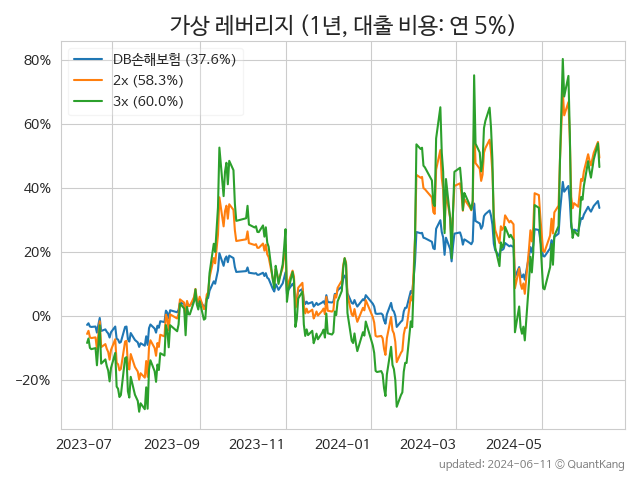 가상 레버리지 (1년, 대출 비용: 연 5%)
DB손해보험 (37.6%)
2x (58.3%)
3x (60.0%)
80%
60%
40%
20%
0%
−20%
2023-07
2023-09
2023-11
2024-01
2024-03
2024-05
updated: 2024-06-11 © QuantKang